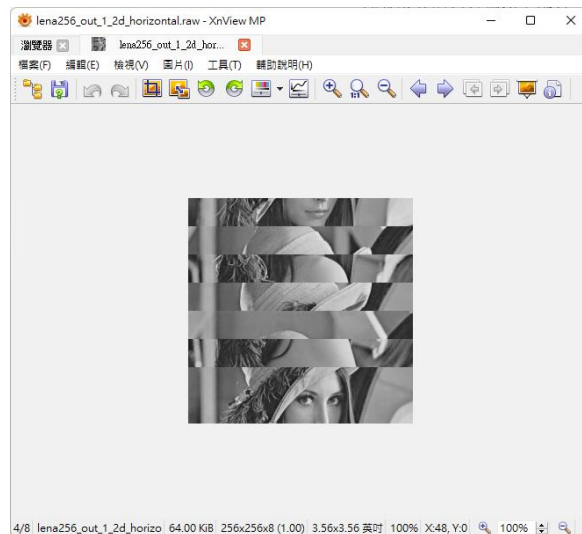 lena256_out_1_2d_horizontal.raw - XnView MP
瀏覽器 lena256_out_1_2d_hor...
檔案(F) 編輯(E) 檢視(V) 圖片(I) 工具(T) 輔助說明(H)
1:1
4/8 lena256_out_1_2d_horizo 64.00 KiB 256x256x8 (1.00) 3.56x3.56 英吋 100% X:48, Y:0 100%